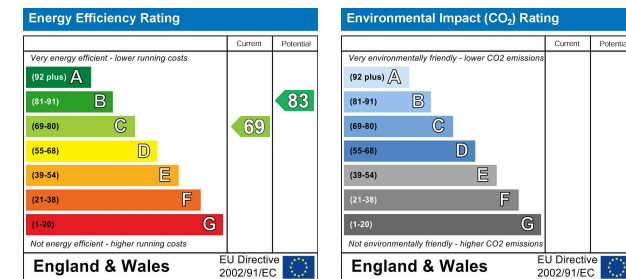 Energy Efficiency Rating
Current Potential
Very energy efficient - lower running costs
(92 plus) A
(81-91) B
83
(69-80) C
69
(55-68) D
(39-54) E
(21-38) F
(1-20) G
Not energy efficient - higher running costs
England & Wales
EU Directive
2002/91/EC
Environmental Impact (CO₂) Rating
Current Potential
Very environmentally friendly - lower CO2 emissions
(92 plus) A
(81-91) B
(69-80) C
(55-68) D
(39-54) E
(21-38) F
(1-20) G
Not environmentally friendly - higher CO2 emissions
England & Wales
EU Directive
2002/91/EC